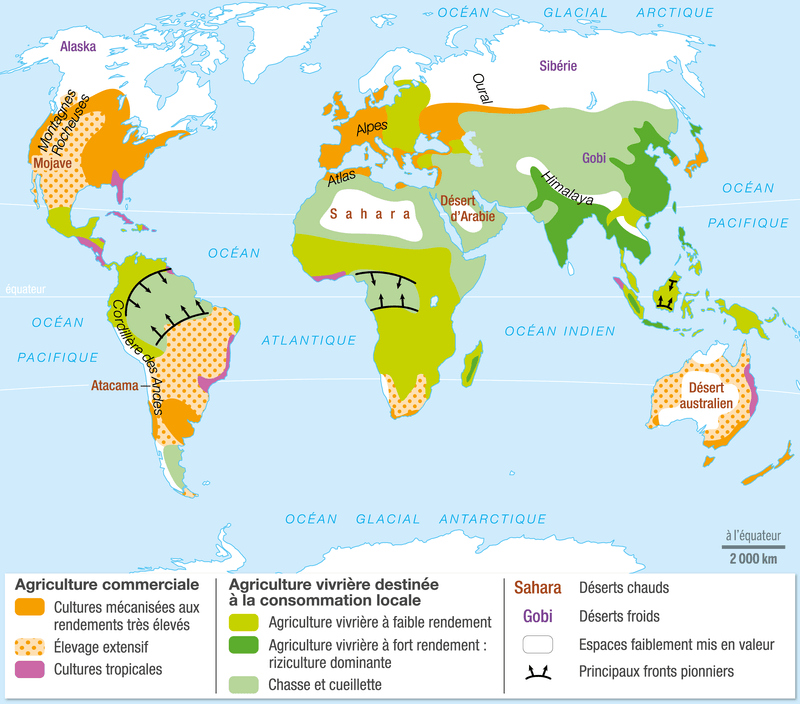 OCÉAN GLACIAL ARCTIQUE
Alaska
Sibérie
Oural
Montagnes
Rocheuses
Alpes
Mojave
Gobi
Atlas
Himalaya
Sahara
Désert
d'Arabie
OCÉAN
PACIFIQUE
OCÉAN
équateur
Cordillère des Andes
OCÉAN
PACIFIQUE
ATLANTIQUE
OCÉAN INDIEN
Atacama
Désert
australien
OCÉAN GLACIAL ANTARCTIQUE
à l'équateur
2 000 km
Agriculture commerciale
Cultures mécanisées aux
rendements très élevés
Élevage extensif
Cultures tropicales
Agriculture vivrière destinée
à la consommation locale
Agriculture vivrière à faible rendement
Agriculture vivrière à fort rendement :
riziculture dominante
Chasse et cueillette
Sahara Déserts chauds
Gobi Déserts froids
Espaces faiblement mis en valeur
Principaux fronts pionniers